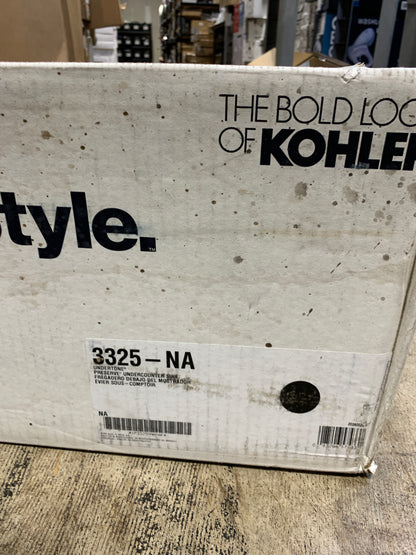 THE BOLD LOO
OF KOHLER
style.
3325-NA
UNDERTONE®
PRESERVE® UNDERCOUNTER SINK
FREGADERO DEBAJO DEL MOSTRADOR
EVIER SOUS-COMPTOIR
NA